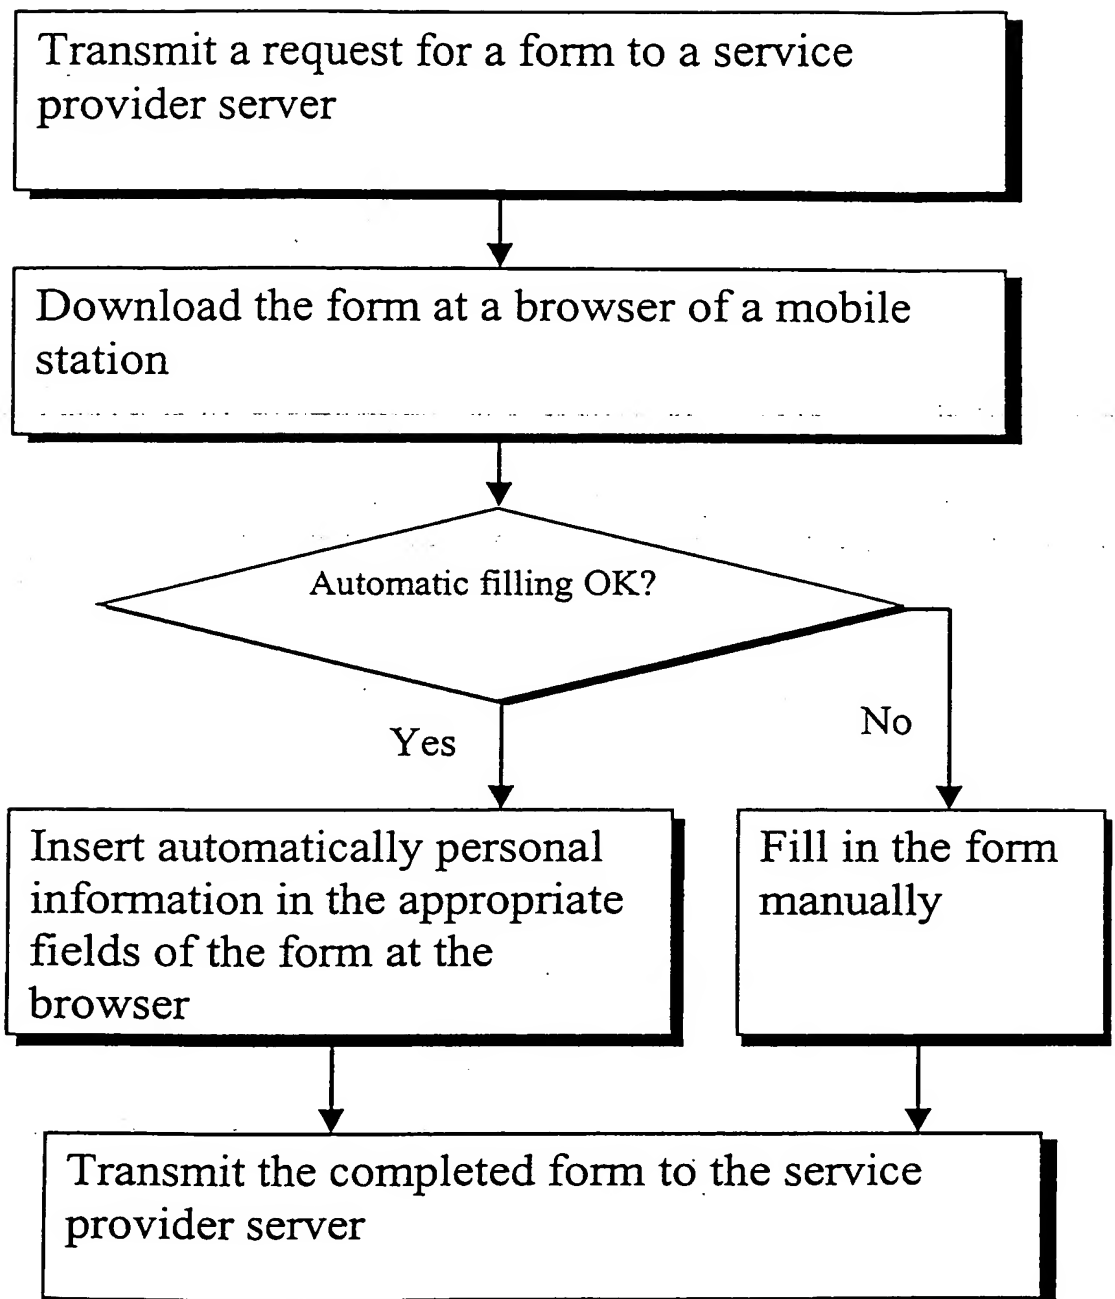 Transmit a request for a form to a service
provider server
Download the form at a browser of a mobile
station
Automatic filling OK?
Yes
No
Insert automatically personal
information in the appropriate
fields of the form at the
browser
Fill in the form
manually
Transmit the completed form to the service
provider server